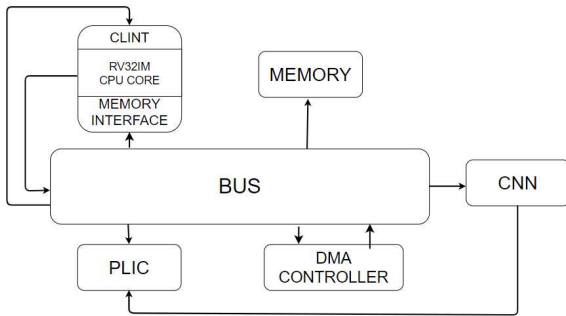 CLINT
RV32IM
CPU CORE
MEMORY
INTERFACE
MEMORY
BUS
CNN
PLIC
DMA
CONTROLLER